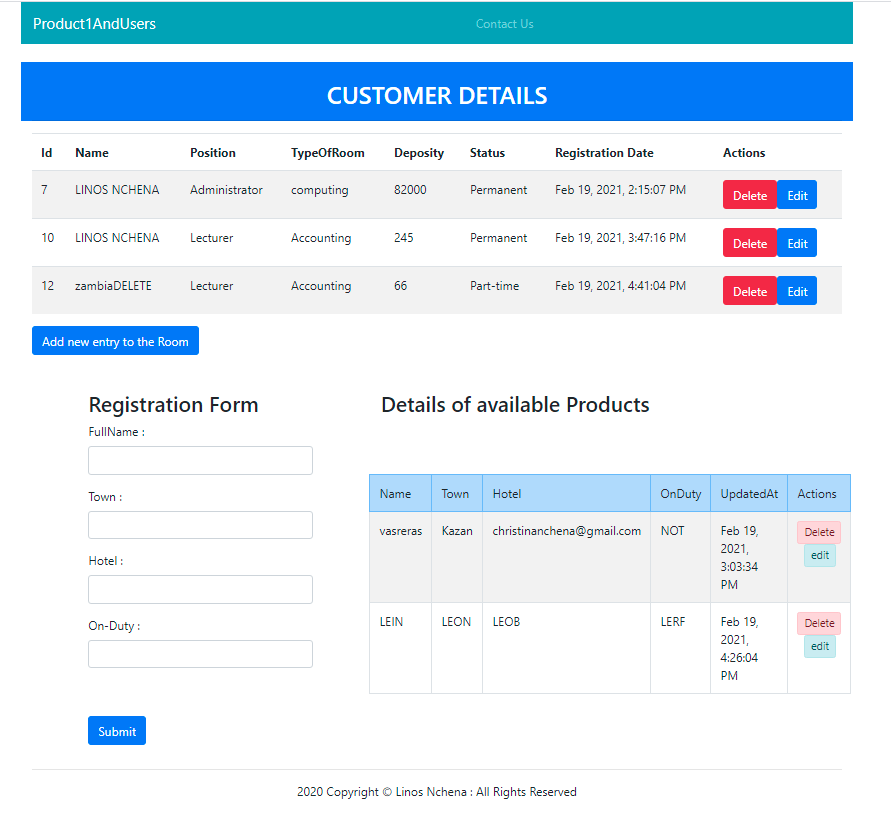 Product1AndUsers Contact Us
CUSTOMER DETAILS
Id Name Position TypeOfRoom Deposity Status Registration Date Actions
7 LINOS NCHENA Administrator computing 82000 Permanent Feb 19, 2021, 2:15:07 PM Delete Edit
10 LINOS NCHENA Lecturer Accounting 245 Permanent Feb 19, 2021, 3:47:16 PM Delete Edit
12 zambiaDELETE Lecturer Accounting 66 Part-time Feb 19, 2021, 4:41:04 PM Delete Edit
Add new entry to the Room
Registration Form
FullName :
Town :
Hotel :
On-Duty :
Submit
Details of available Products
Name Town Hotel OnDuty UpdatedAt Actions
vasreras Kazan christinanchena@gmail.com NOT Feb 19, Delete
2021, edit
3:03:34
PM
LEIN LEON LEOB LERF Feb 19, Delete
2021, edit
4:26:04
PM
2020 Copyright © Linos Nchena : All Rights Reserved